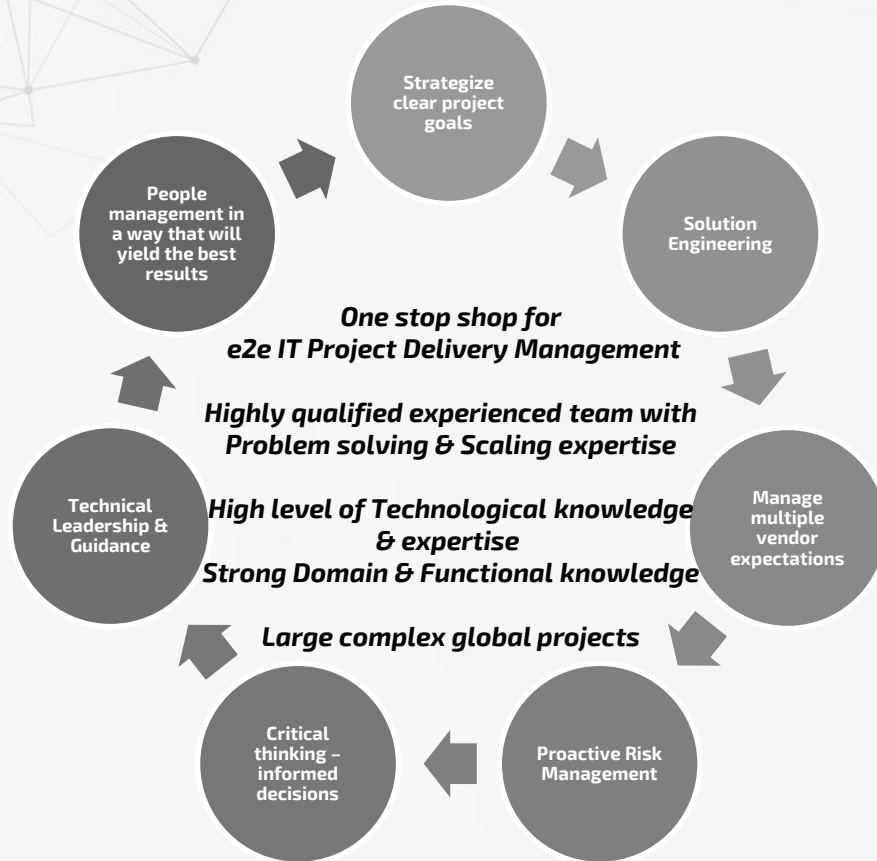 Strategize
clear project
goals
Solution
Engineering
Manage
multiple
vendor
expectations
Proactive Risk
Management
Critical
thinking –
informed
decisions
Technical
Leadership &
Guidance
People
management in
a way that will
yield the best
results
One stop shop for
e2e IT Project Delivery Management
Highly qualified experienced team with
Problem solving & Scaling expertise
High level of Technological knowledge
& expertise
Strong Domain & Functional knowledge
Large complex global projects